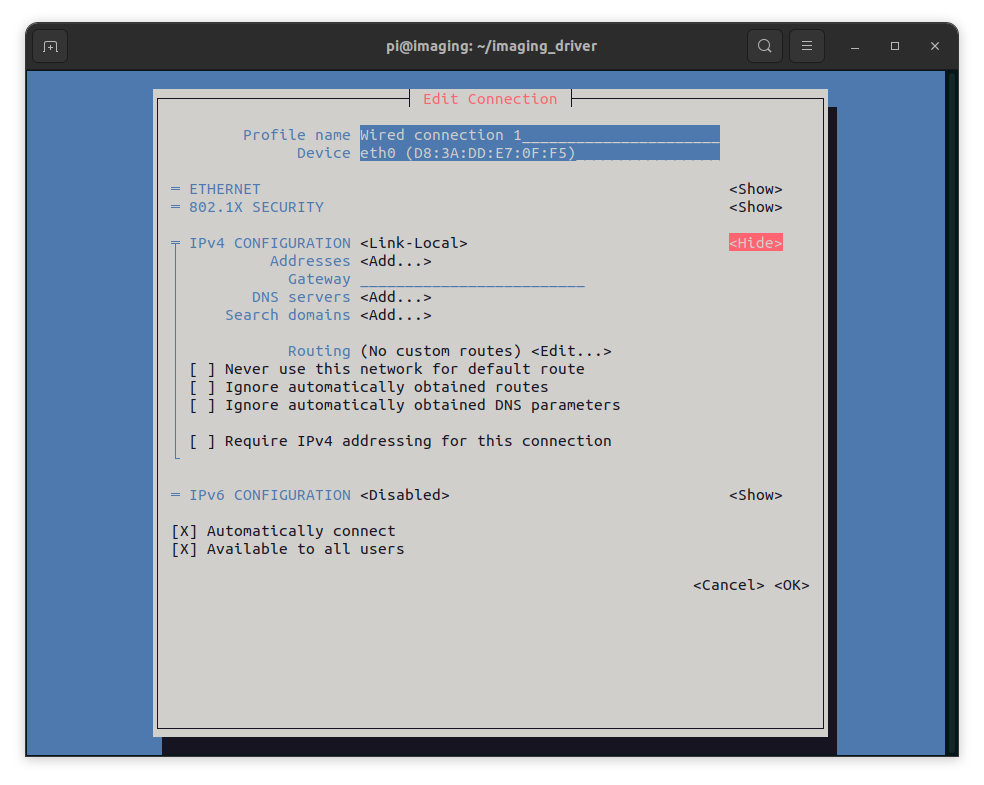 pi@imaging: ~/imaging_driver
Edit Connection
Profile name Wired connection 1______________________
Device eth0 (D8:3A:DD:E7:0F:F5)________________
═ ETHERNET <Show>
═ 802.1X SECURITY <Show>
╤ IPv4 CONFIGURATION <Link-Local> <Hide>
Addresses <Add...>
Gateway _________________________
DNS servers <Add...>
Search domains <Add...>
Routing (No custom routes) <Edit...>
[ ] Never use this network for default route
[ ] Ignore automatically obtained routes
[ ] Ignore automatically obtained DNS parameters
[ ] Require IPv4 addressing for this connection
═ IPv6 CONFIGURATION <Disabled> <Show>
[X] Automatically connect
[X] Available to all users
<Cancel> <OK>